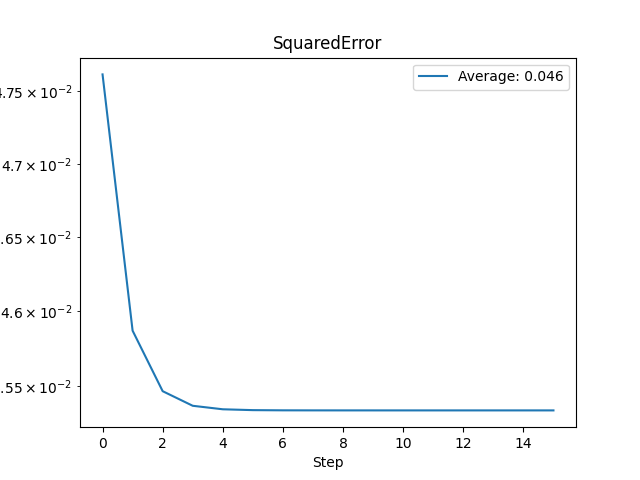 SquaredError
Average: 0.046
4.75 × 10⁻²
4.7 × 10⁻²
.65 × 10⁻²
4.6 × 10⁻²
.55 × 10⁻²
0 2 4 6 8 10 12 14
Step